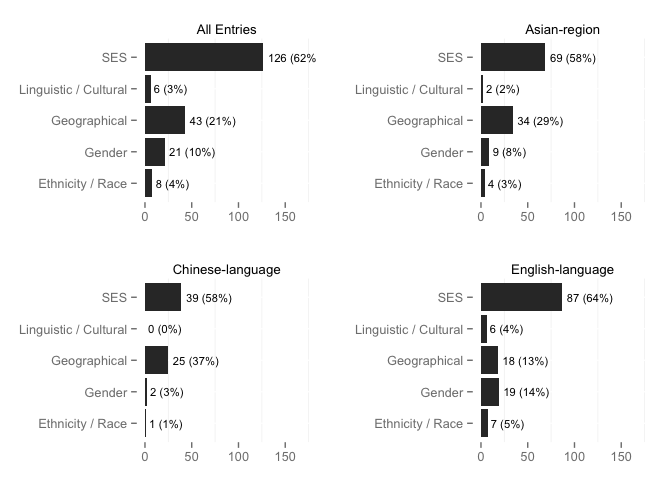 All Entries
SES
126 (62%
Linguistic / Cultural
6 (3%)
Geographical
43 (21%)
Gender
21 (10%)
Ethnicity / Race
8 (4%)
0 50 100 150
Asian-region
SES
69 (58%)
Linguistic / Cultural
2 (2%)
Geographical
34 (29%)
Gender
9 (8%)
Ethnicity / Race
4 (3%)
0 50 100 150
Chinese-language
SES
39 (58%)
Linguistic / Cultural
0 (0%)
Geographical
25 (37%)
Gender
2 (3%)
Ethnicity / Race
1 (1%)
0 50 100 150
English-language
SES
87 (64%)
Linguistic / Cultural
6 (4%)
Geographical
18 (13%)
Gender
19 (14%)
Ethnicity / Race
7 (5%)
0 50 100 150